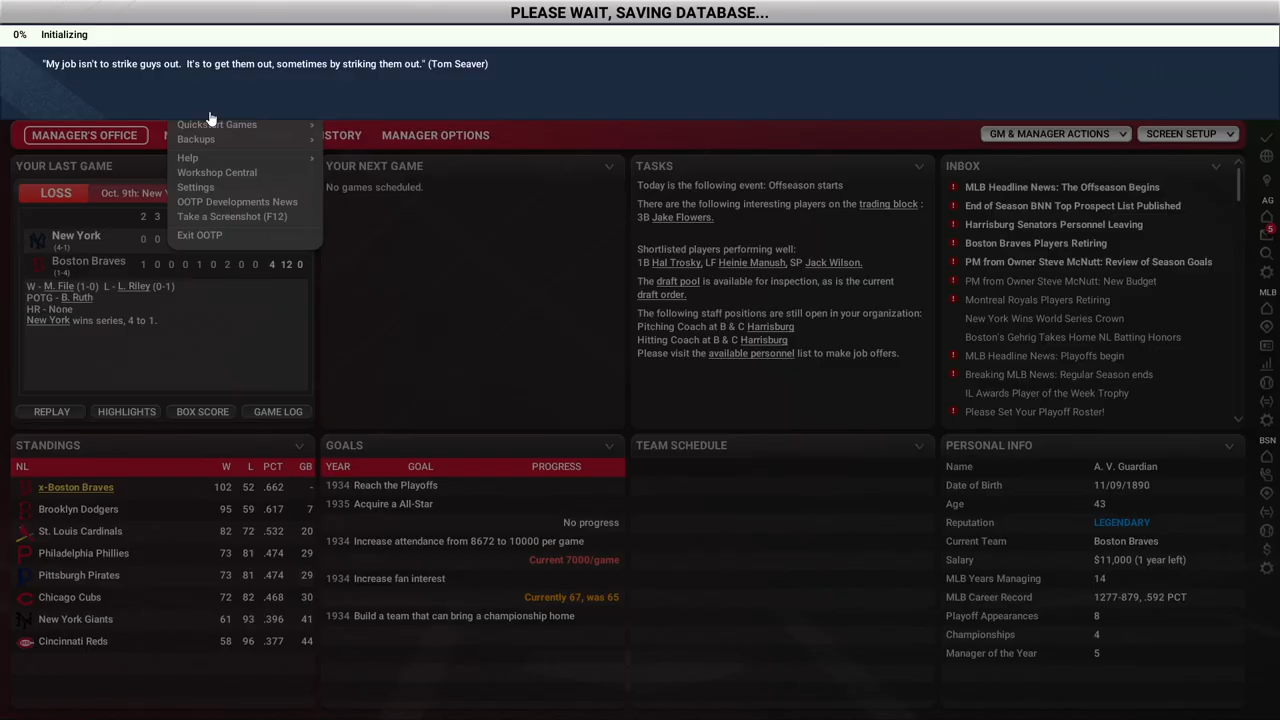 PLEASE WAIT, SAVING DATABASE...
0% Initializing
"My job isn't to strike guys out. It's to get them out, sometimes by striking them out." (Tom Seaver)
Quickstart Games
Backups
Help
Workshop Central
Settings
OOTP Developments News
Take a Screenshot (F12)
Exit OOTP
MANAGER'S OFFICE
MANAGER OPTIONS
GM & MANAGER ACTIONS
SCREEN SETUP
YOUR LAST GAME
LOSS Oct. 9th: New Y
2 3
New York 0 0
(4-1)
Boston Braves 1 0 0 0 1 0 2 0 0 4 12 0
(1-4)
W - M. File (1-0) L - L. Riley (0-1)
POTG - B. Ruth
HR - None
New York wins series, 4 to 1.
REPLAY HIGHLIGHTS BOX SCORE GAME LOG
YOUR NEXT GAME
No games scheduled.
TASKS
Today is the following event: Offseason starts
There are the following interesting players on the trading block :
3B Jake Flowers.
Shortlisted players performing well:
1B Hal Trosky, LF Heinie Manush, SP Jack Wilson.
The draft pool is available for inspection, as is the current
draft order.
The following staff positions are still open in your organization:
Pitching Coach at B & C Harrisburg
Hitting Coach at B & C Harrisburg
Please visit the available personnel list to make job offers.
INBOX
MLB Headline News: The Offseason Begins
End of Season BNN Top Prospect List Published
Harrisburg Senators Personnel Leaving
Boston Braves Players Retiring
PM from Owner Steve McNutt: Review of Season Goals
PM from Owner Steve McNutt: New Budget
Montreal Royals Players Retiring
New York Wins World Series Crown
Boston's Gehrig Takes Home NL Batting Honors
MLB Headline News: Playoffs begin
Breaking MLB News: Regular Season ends
IL Awards Player of the Week Trophy
Please Set Your Playoff Roster!
STANDINGS
NL W L PCT GB
x-Boston Braves 102 52 .662 -
Brooklyn Dodgers 95 59 .617 7
St. Louis Cardinals 82 72 .532 20
Philadelphia Phillies 73 81 .474 29
Pittsburgh Pirates 73 81 .474 29
Chicago Cubs 72 82 .468 30
New York Giants 61 93 .396 41
Cincinnati Reds 58 96 .377 44
GOALS
YEAR GOAL PROGRESS
1934 Reach the Playoffs
1935 Acquire a All-Star
No progress
1934 Increase attendance from 8672 to 10000 per game
Current 7000/game
1934 Increase fan interest
Currently 67, was 65
1934 Build a team that can bring a championship home
TEAM SCHEDULE
PERSONAL INFO
Name A. V. Guardian
Date of Birth 11/09/1890
Age 43
Reputation LEGENDARY
Current Team Boston Braves
Salary $11,000 (1 year left)
MLB Years Managing 14
MLB Career Record 1277-879, .592 PCT
Playoff Appearances 8
Championships 4
Manager of the Year 5
AG
5
MLB
BSN